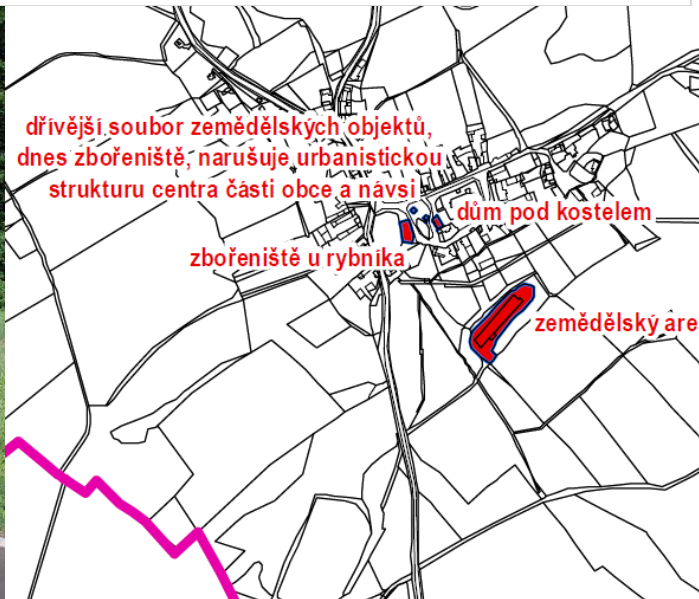 dřívější soubor zemědělských objektů,
dnes zbořeniště, narušuje urbanistickou
strukturu centra části obce a návsi
dům pod kostelem
zbořeniště u rybníka
zemědělský are